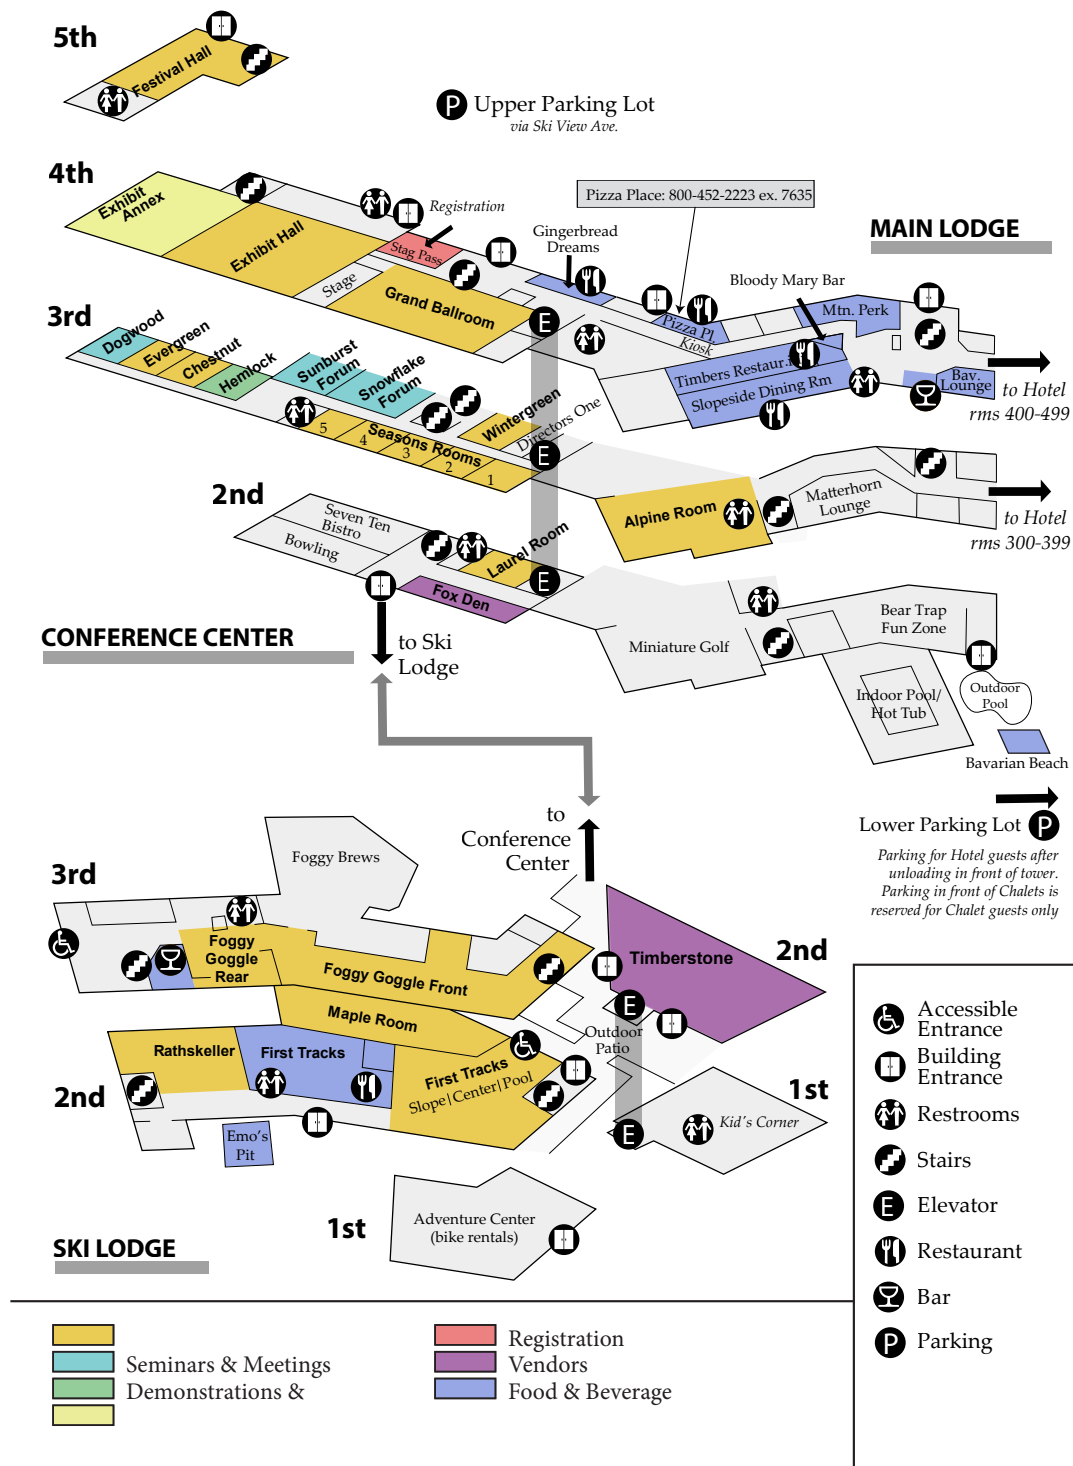 5th
Festival Hall
P Upper Parking Lot
via Ski View Ave.
4th
Exhibit
Annex
Exhibit Hall
Registration
Stag Pass
Stage
Grand Ballroom
Gingerbread
Dreams
Pizza Place: 800-452-2223 ex. 7635
Pizza Pl.
Kiosk
Bloody Mary Bar
MAIN LODGE
Mtn. Perk
Timbers Restaur.
Slopeside Dining Rm
Bav.
Lounge
to Hotel
rms 400-499
E
3rd
Dogwood
Evergreen
Chestnut
Hemlock
Sunburst
Forum
Snowflake
Forum
Wintergreen
Directors One
Seasons Rooms
5
4
3
2
1
E
Alpine Room
Matterhorn
Lounge
to Hotel
rms 300-399
2nd
Seven Ten
Bistro
Bowling
Laurel Room
E
Fox Den
Miniature Golf
Bear Trap
Fun Zone
Indoor Pool/
Hot Tub
Outdoor
Pool
Bavarian Beach
CONFERENCE CENTER
to Ski
Lodge
to
Conference
Center
Lower Parking Lot P
Parking for Hotel guests after
unloading in front of tower.
Parking in front of Chalets is
reserved for Chalet guests only
3rd
Foggy Brews
Foggy
Goggle
Rear
Foggy Goggle Front
Timberstone
2nd
E
Outdoor
Patio
Maple Room
2nd
Rathskeller
First Tracks
First Tracks
Slope|Center|Pool
Emo's
Pit
1st
Kid's Corner
E
1st
Adventure Center
(bike rentals)
SKI LODGE
Seminars & Meetings
Demonstrations &
Registration
Vendors
Food & Beverage
Accessible
Entrance
Building
Entrance
Restrooms
Stairs
E Elevator
Restaurant
Bar
P Parking